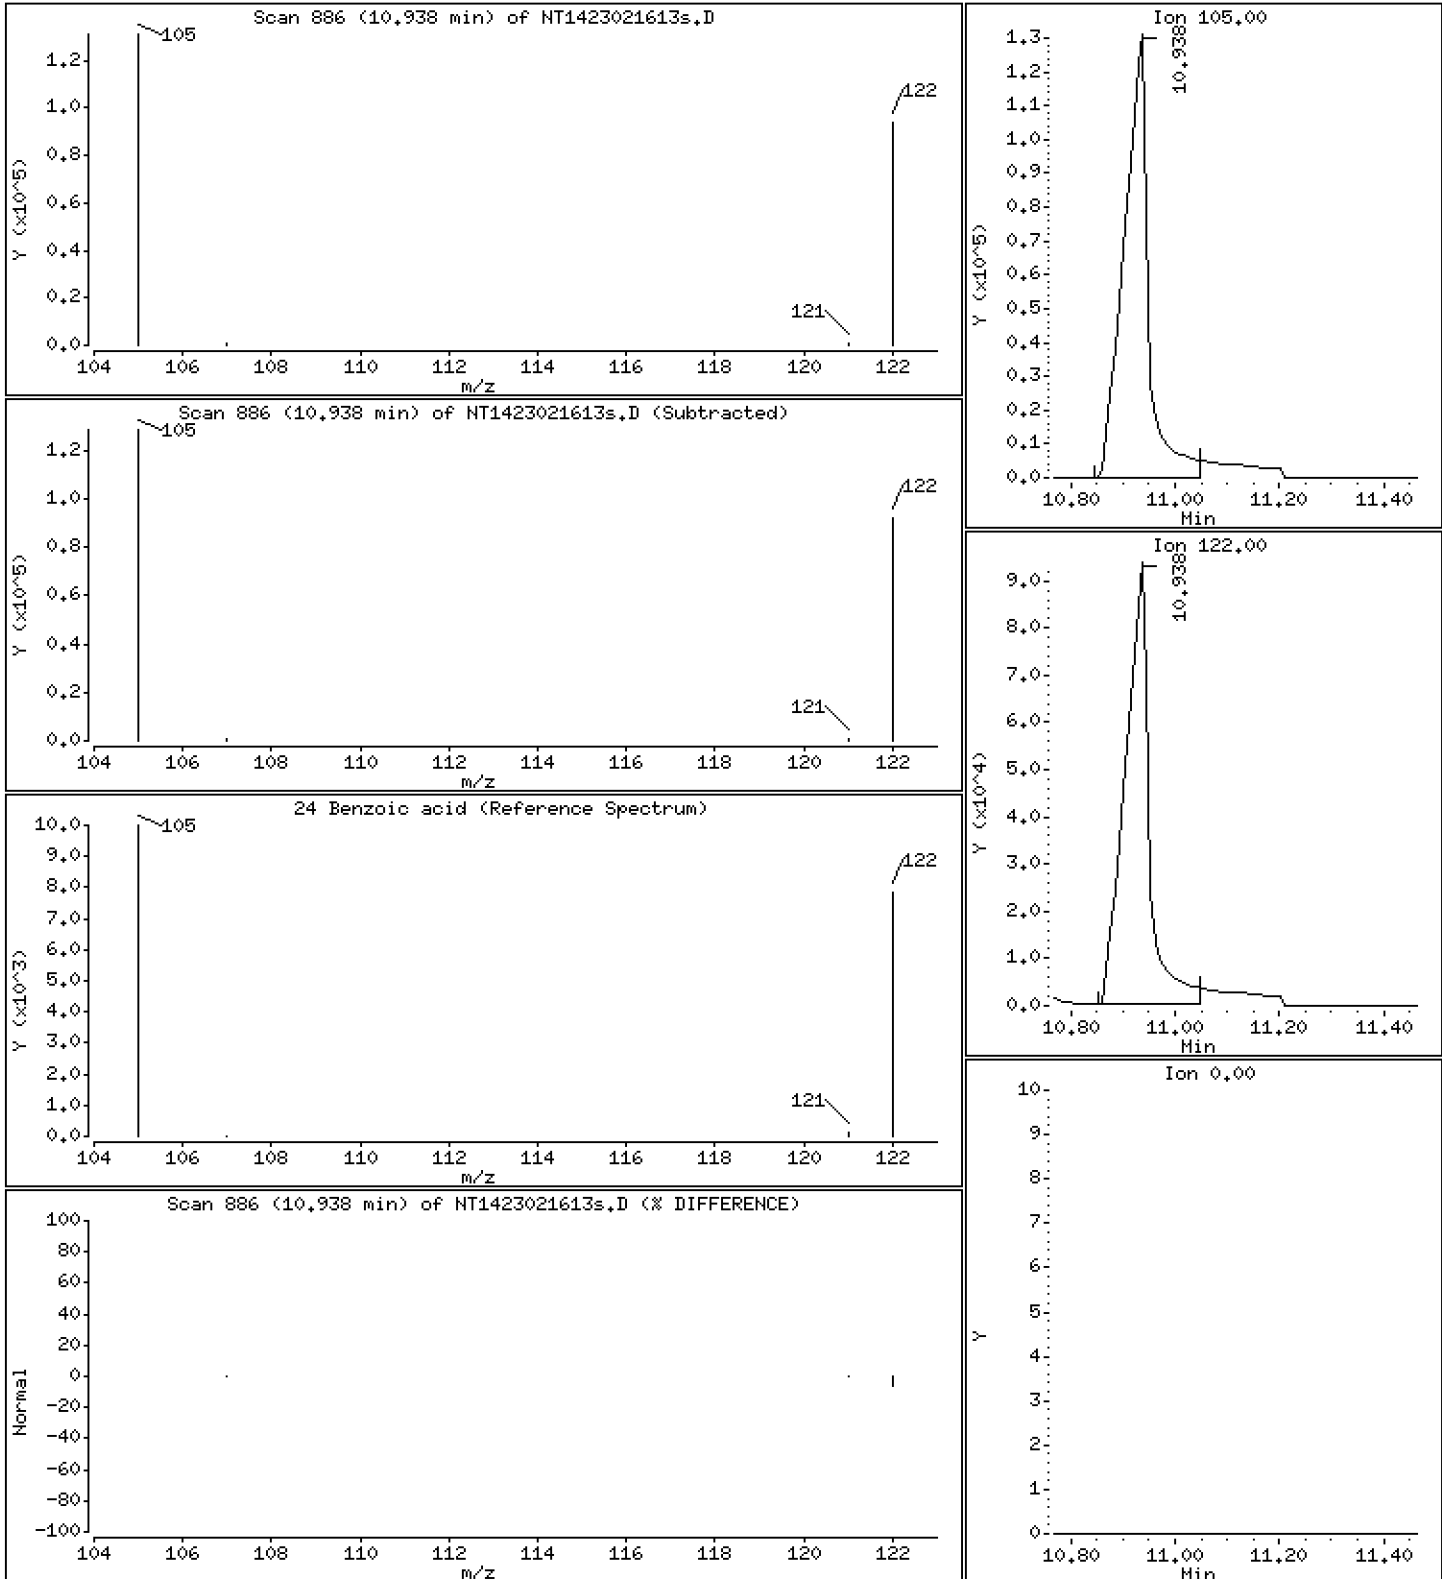 Scan 886 (10.938 min) of NT1423021613s.D
105
122
121
1.2
1.0
0.8
0.6
0.4
0.2
0.0
Y (x10^5)
104 106 108 110 112 114 116 118 120 122
m/z
Scan 886 (10.938 min) of NT1423021613s.D (Subtracted)
105
122
121
1.2
1.0
0.8
0.6
0.4
0.2
0.0
Y (x10^5)
104 106 108 110 112 114 116 118 120 122
m/z
24 Benzoic acid (Reference Spectrum)
105
122
121
10.0
9.0
8.0
7.0
6.0
5.0
4.0
3.0
2.0
1.0
0.0
Y (x10^3)
104 106 108 110 112 114 116 118 120 122
m/z
Scan 886 (10.938 min) of NT1423021613s.D (% DIFFERENCE)
100
80
60
40
20
0
-20
-40
-60
-80
-100
Normal
104 106 108 110 112 114 116 118 120 122
m/z
Ion 105.00
10.938
1.3
1.2
1.1
1.0
0.9
0.8
0.7
0.6
0.5
0.4
0.3
0.2
0.1
0.0
Y (x10^5)
10.80 11.00 11.20 11.40
Min
Ion 122.00
10.938
9.0
8.0
7.0
6.0
5.0
4.0
3.0
2.0
1.0
0.0
Y (x10^4)
10.80 11.00 11.20 11.40
Min
Ion 0.00
10
9
8
7
6
5
4
3
2
1
0
Y
10.80 11.00 11.20 11.40
Min